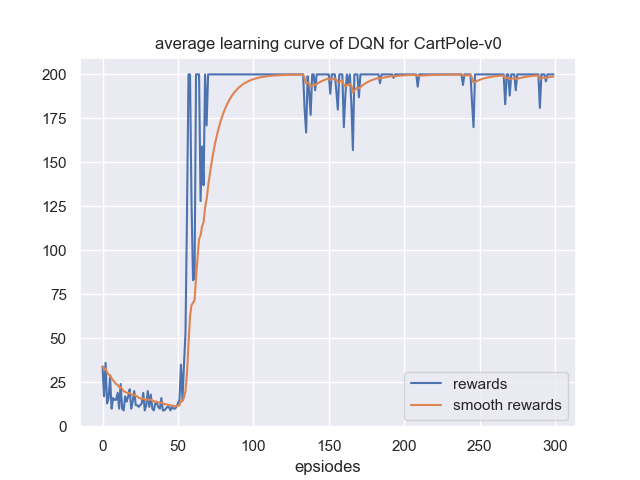 average learning curve of DQN for CartPole-v0
200
175
150
125
100
75
50
25
0
0 50 100 150 200 250 300
epsiodes
rewards
smooth rewards